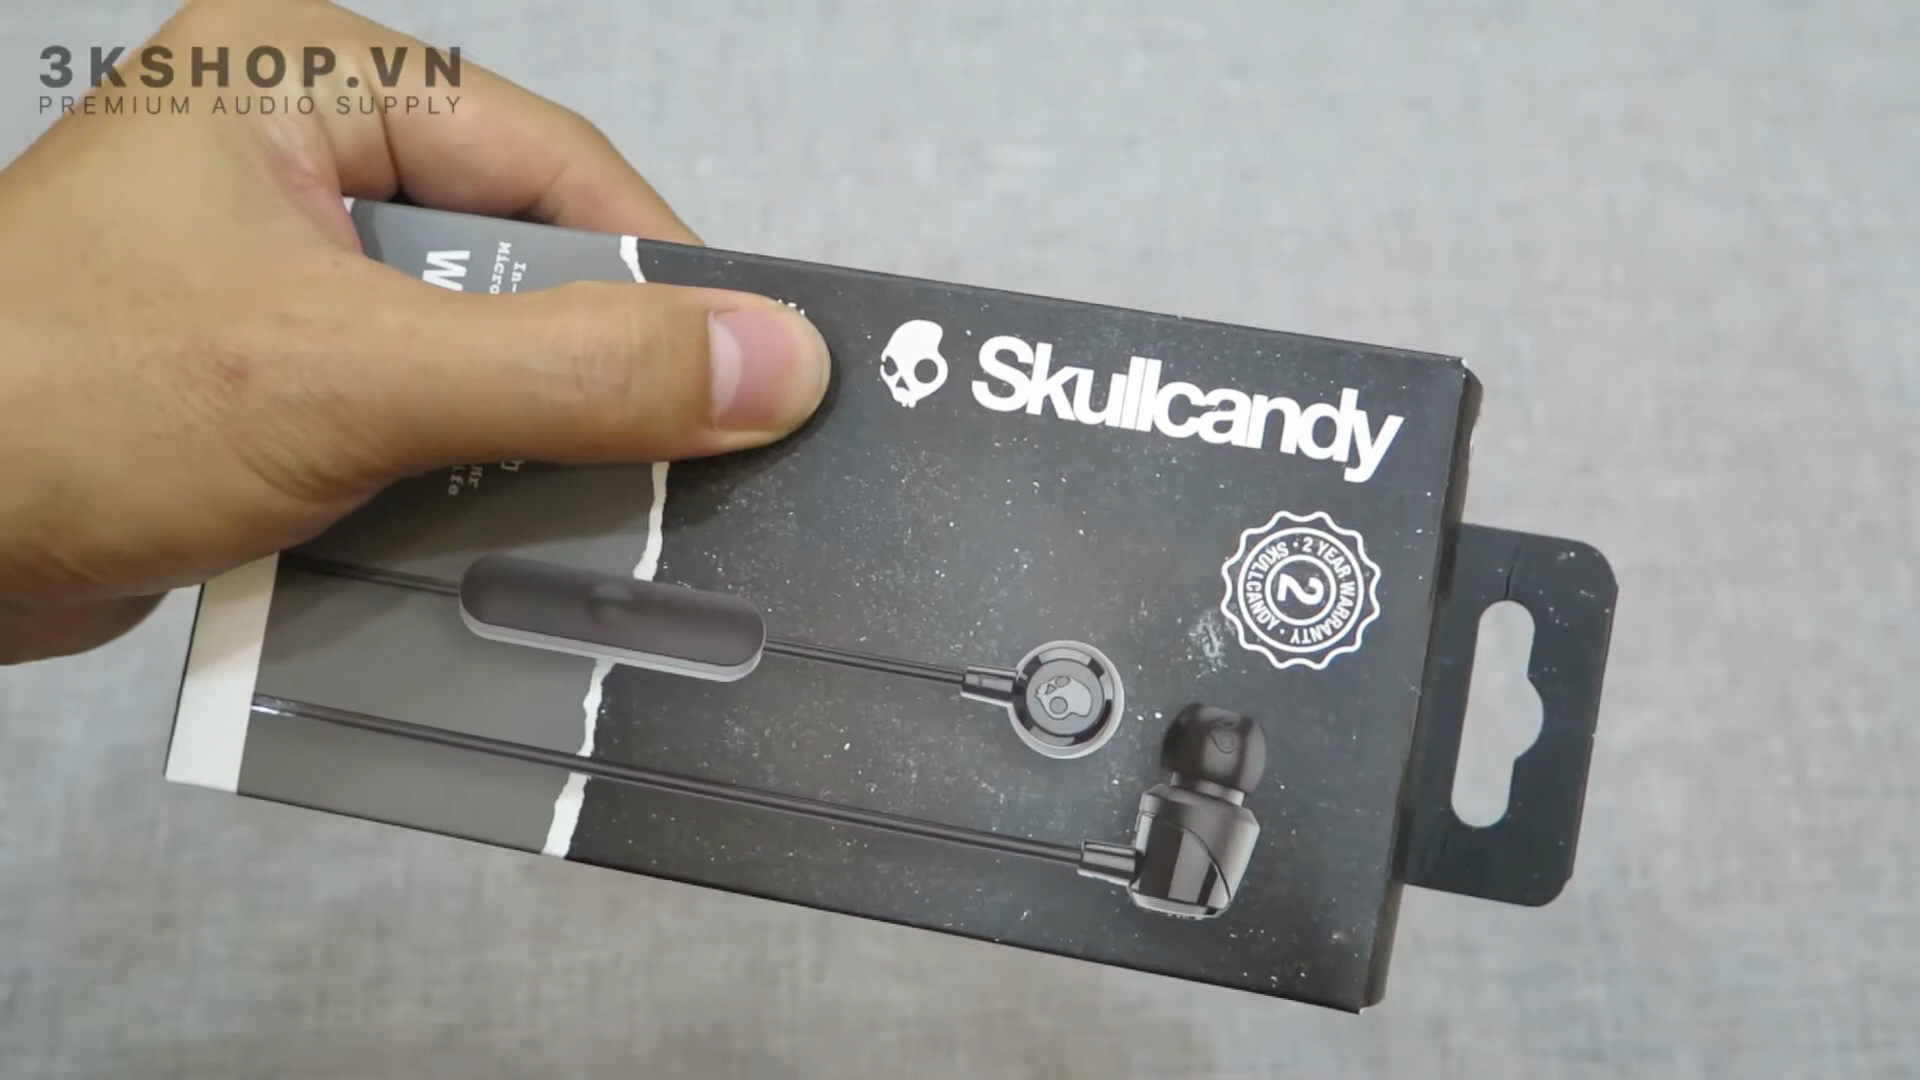 3KSHOP.VN
PREMIUM AUDIO SUPPLY
Skullcandy
2 YEAR WARRANTY · SKULLCANDY ·
2